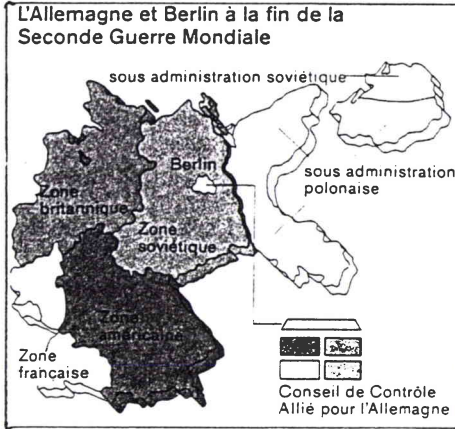 L'Allemagne et Berlin à la fin de la
Seconde Guerre Mondiale
sous administration soviétique
Berlin
sous administration
polonaise
Zone
britannique
Zone
soviétique
Zone
américaine
Zone
française
Conseil de Contrôle
Allié pour l'Allemagne